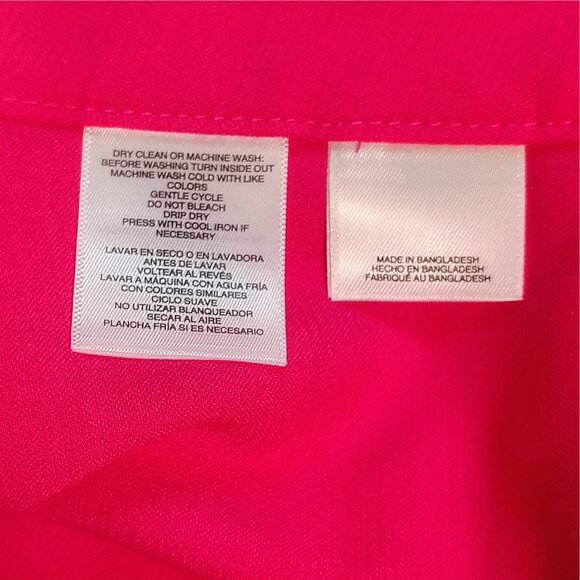 DRY CLEAN OR MACHINE WASH:
BEFORE WASHING TURN INSIDE OUT
MACHINE WASH COLD WITH LIKE
COLORS
GENTLE CYCLE
DO NOT BLEACH
DRIP DRY
PRESS WITH COOL IRON IF
NECESSARY
LAVAR EN SECO O EN LAVADORA
ANTES DE LAVAR
VOLTEAR AL REVÉS
LAVAR A MÁQUINA CON AGUA FRÍA
CON COLORES SIMILARES
CICLO SUAVE
NO UTILIZAR BLANQUEADOR
SECAR AL AIRE
PLANCHA FRÍA SI ES NECESARIO
MADE IN BANGLADESH
HECHO EN BANGLADESH
FABRIQUÉ AU BANGLADESH